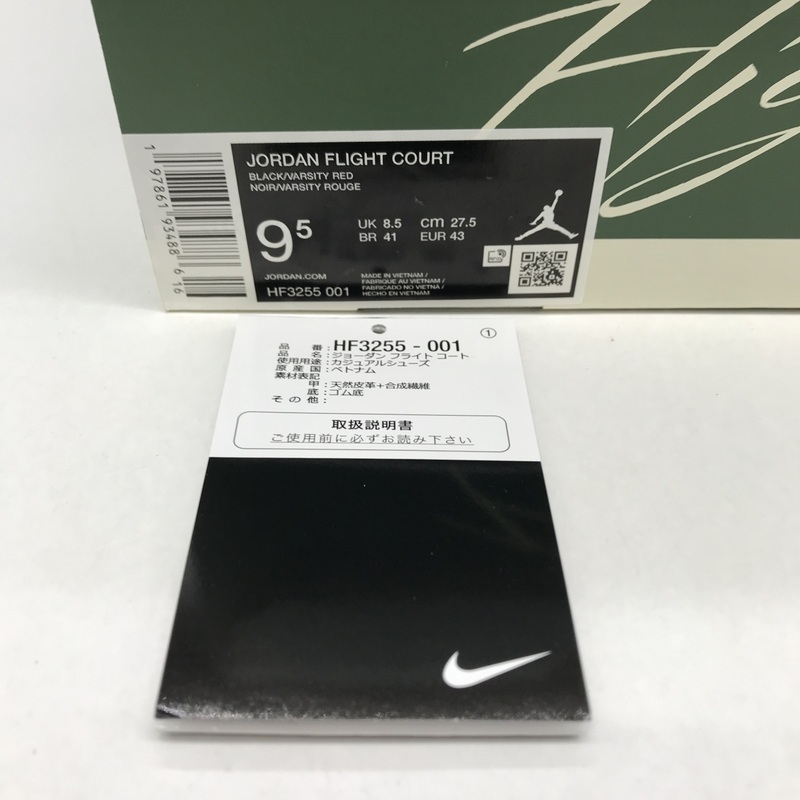 Flig
1 97861 93488 6 16
JORDAN FLIGHT COURT
BLACK/VARSITY RED
NOIR/VARSITY ROUGE
9⁵
UK 8.5 cm 27.5
BR 41 EUR 43
JORDAN.COM
HF3255 001
MADE IN VIETNAM /
FABRIQUE AU VIETNAM /
FABRICADO NO VIETNÃ /
HECHO EN VIETNAM
①
品 番:HF3255 - 001
品 名:ジョーダン フライト コート
使用用途:カジュアルシューズ
原 産 国:ベトナム
素材表記
甲:天然皮革+合成繊維
底:ゴム底
そ の 他:
取扱説明書
ご使用前に必ずお読み下さい